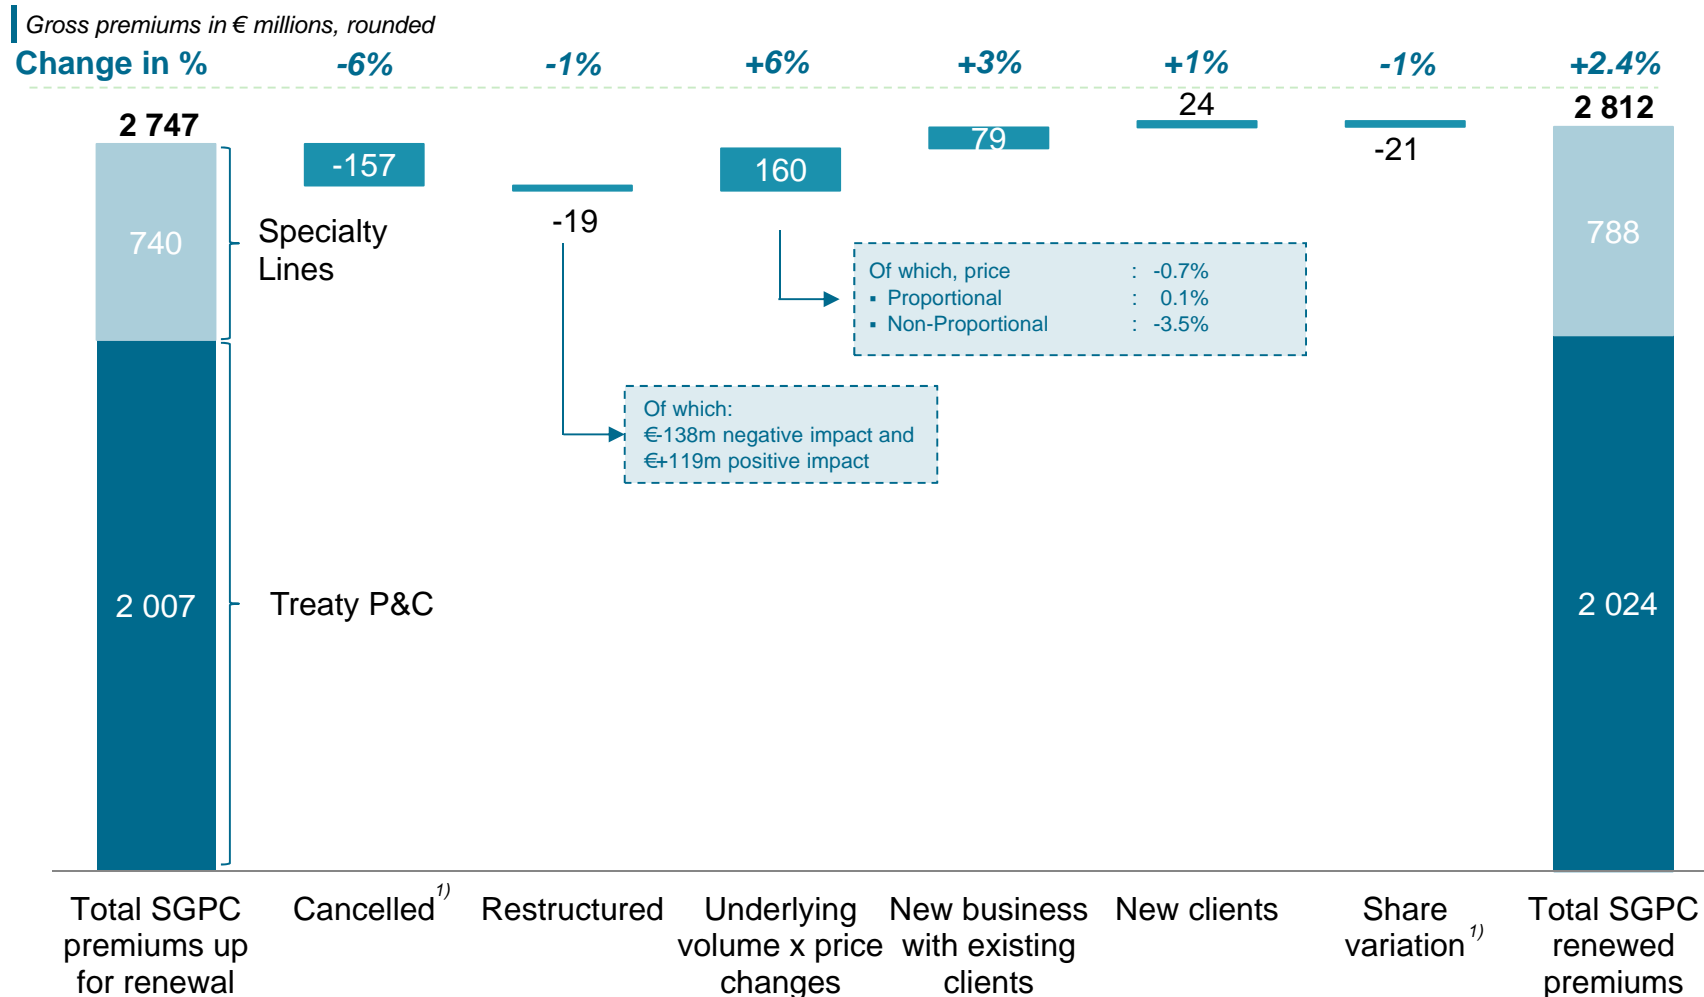 Gross premiums in € millions, rounded
Change in % -6% -1% +6% +3% +1% -1% +2.4%
2 747
24
2 812
-157
-19
160
79
-21
740
Specialty
Lines
788
Of which, price : -0.7%
▪ Proportional : 0.1%
▪ Non-Proportional : -3.5%
Of which:
€-138m negative impact and
€+119m positive impact
2 007
Treaty P&C
2 024
Total SGPC
premiums up
for renewal
Cancelled 1)
Restructured
Underlying
volume x price
changes
New business
with existing
clients
New clients
Share
variation 1)
Total SGPC
renewed
premiums